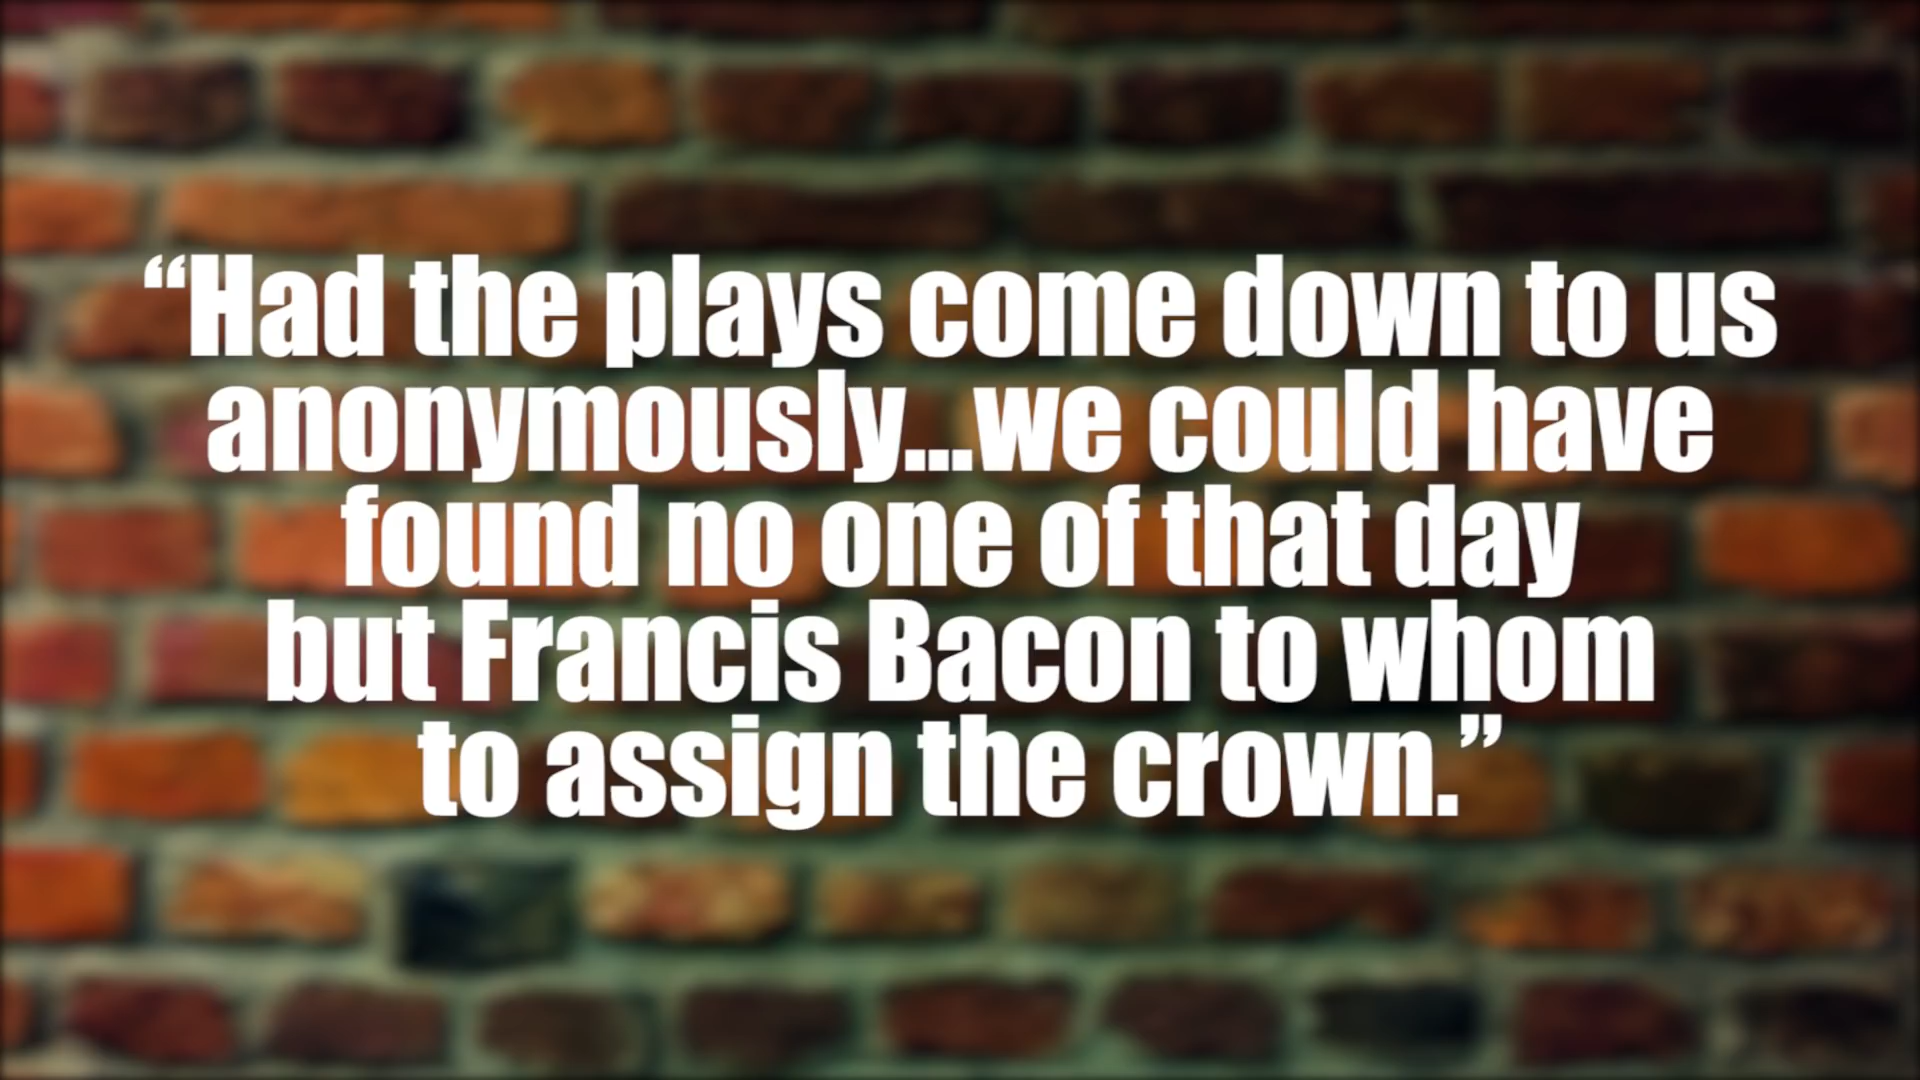 “Had the plays come down to us
anonymously...we could have
found no one of that day
but Francis Bacon to whom
to assign the crown.”